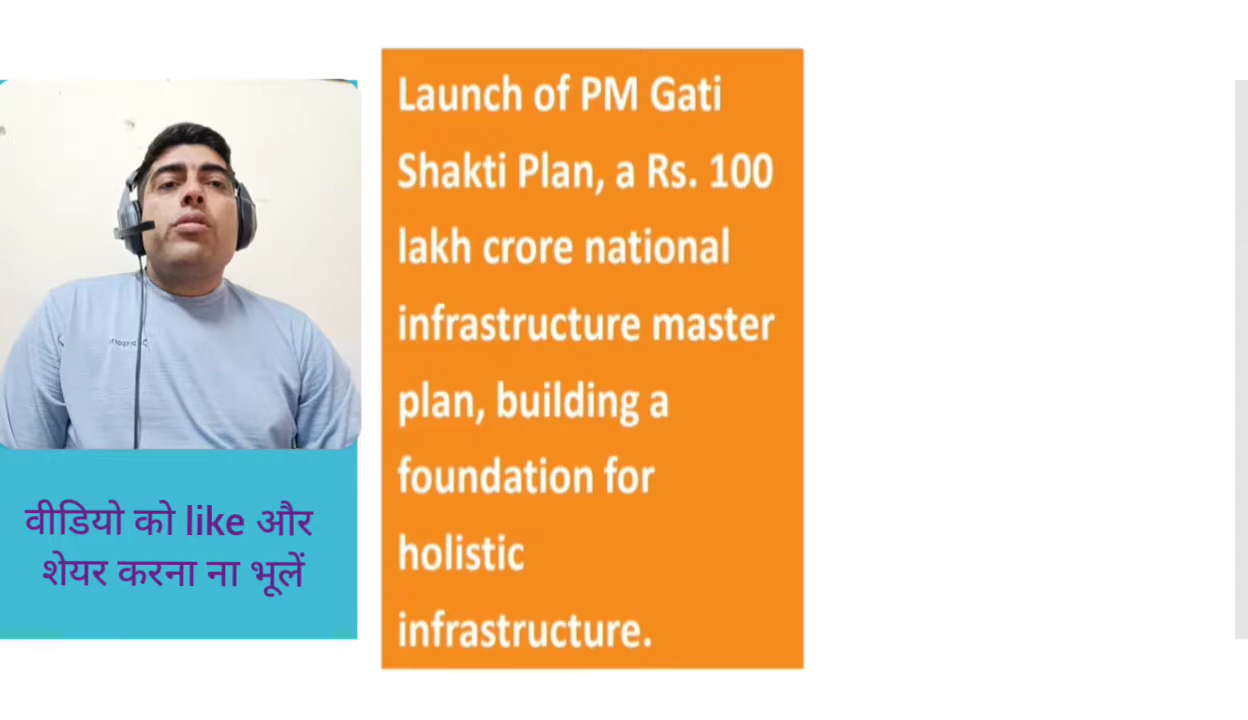 Launch of PM Gati
Shakti Plan, a Rs. 100
lakh crore national
infrastructure master
plan, building a
foundation for
holistic
infrastructure.
वीडियो को like और
शेयर करना ना भूलें